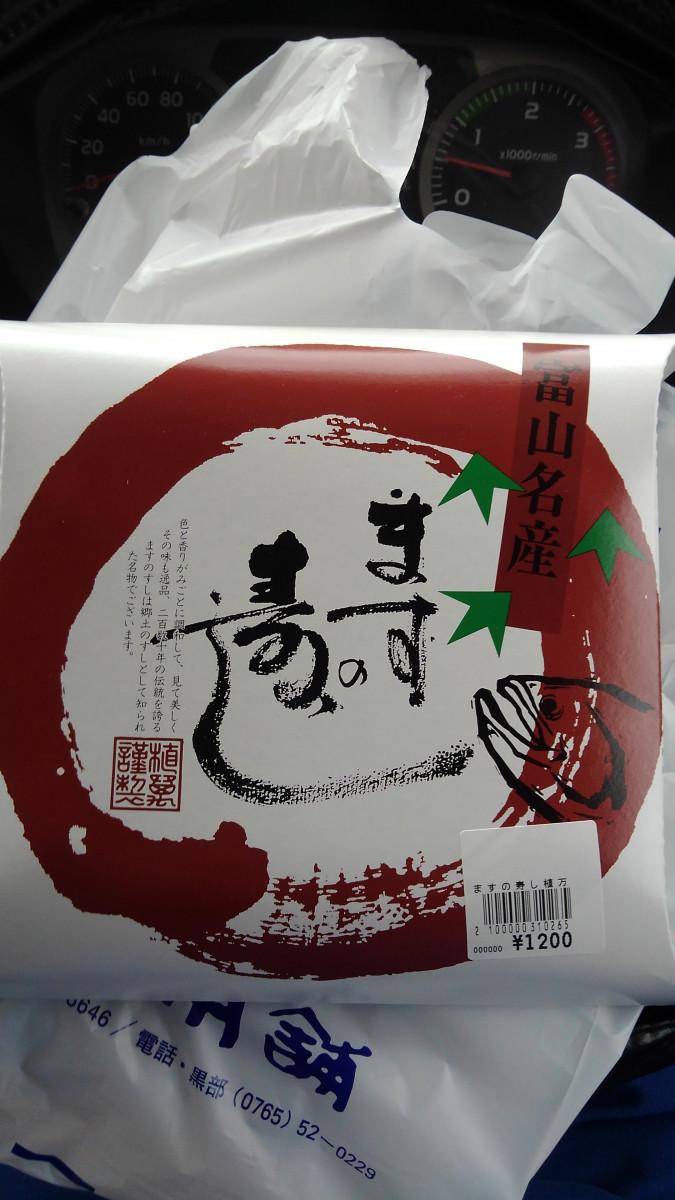 20
40
60
80
10
km/h
0
1
2
3
x1000r/min
富山名産
ますの寿し
色と香りがみごとに調和して、見て美しく
その味も逸品、二百数十年の伝統を誇る
ますのすしは郷土のすしとして知られ
た名物でございます。
植萬
謹製
ますの寿し植万
2 100000 310265
000000 ¥1200
舗
0646 / 電話・黒部 (0765) 52-0229